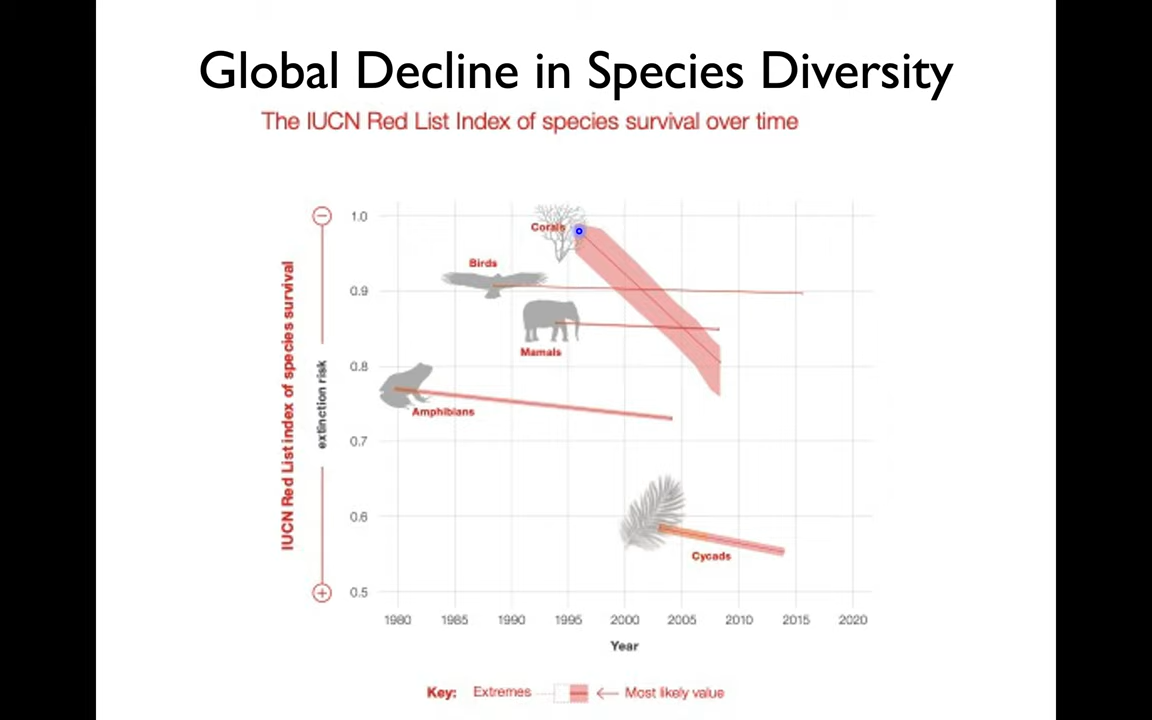 Global Decline in Species Diversity
The IUCN Red List Index of species survival over time
IUCN Red List index of species survival
extinction risk
1.0
0.9
0.8
0.7
0.6
0.5
Corals
Birds
Mamals
Amphibians
Cycads
1980 1985 1990 1995 2000 2005 2010 2015 2020
Year
Key: Extremes Most likely value